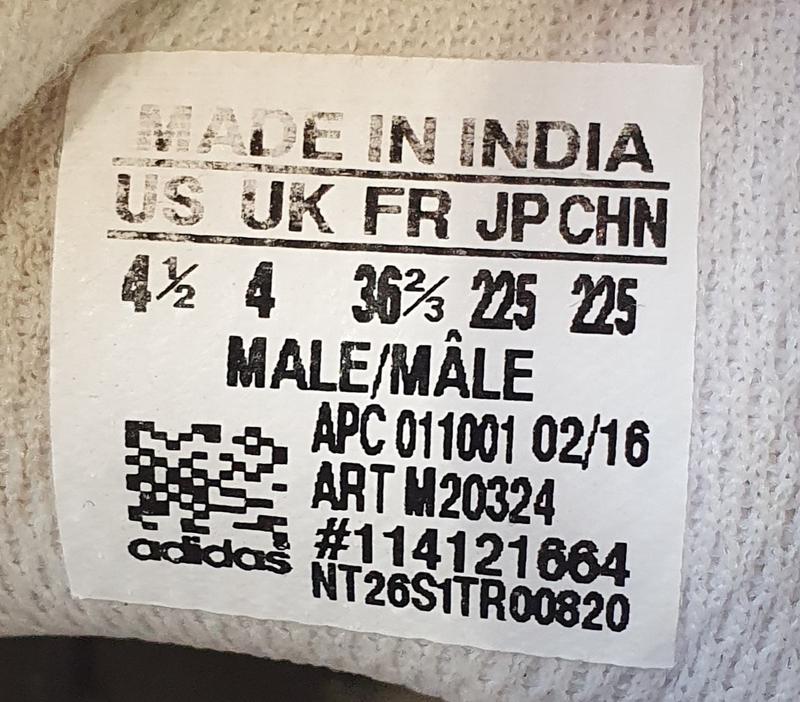 MADE IN INDIA
US UK FR JP CHN
4½ 4 36⅔ 225 225
MALE/MÂLE
APC 011001 02/16
ART M20324
#114121664
adidas®
NT26S1TR00820